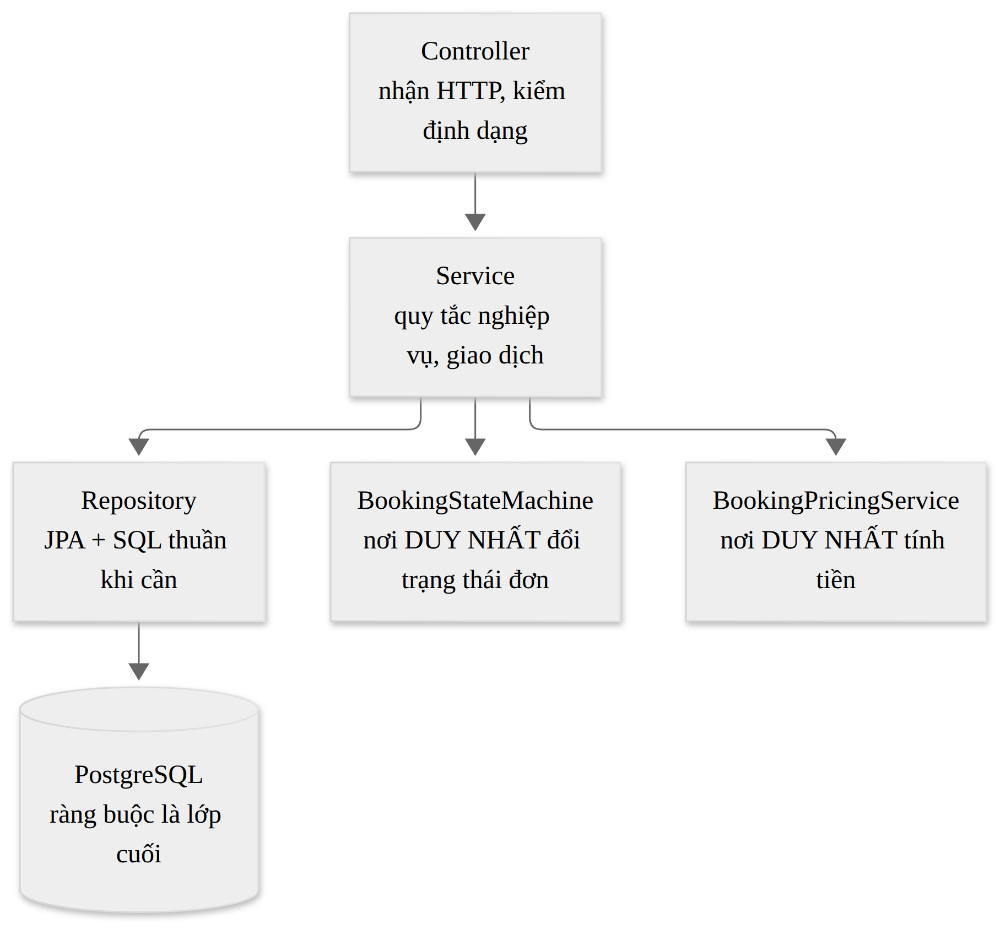 Controller
nhận HTTP, kiểm
định dạng
Service
quy tắc nghiệp
vụ, giao dịch
Repository
JPA + SQL thuần
khi cần
BookingStateMachine
nơi DUY NHẤT đổi
trạng thái đơn
BookingPricingService
nơi DUY NHẤT tính
tiền
PostgreSQL
ràng buộc là lớp
cuối